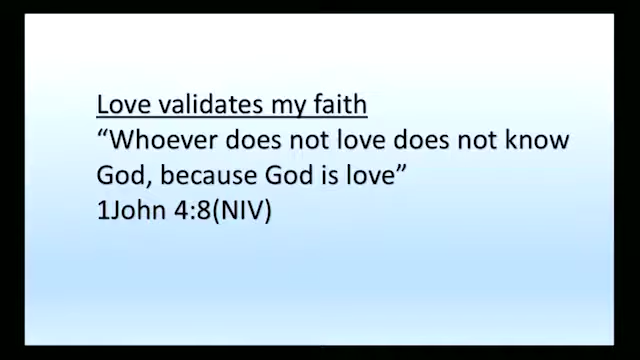 Love validates my faith
“Whoever does not love does not know
God, because God is love”
1John 4:8(NIV)